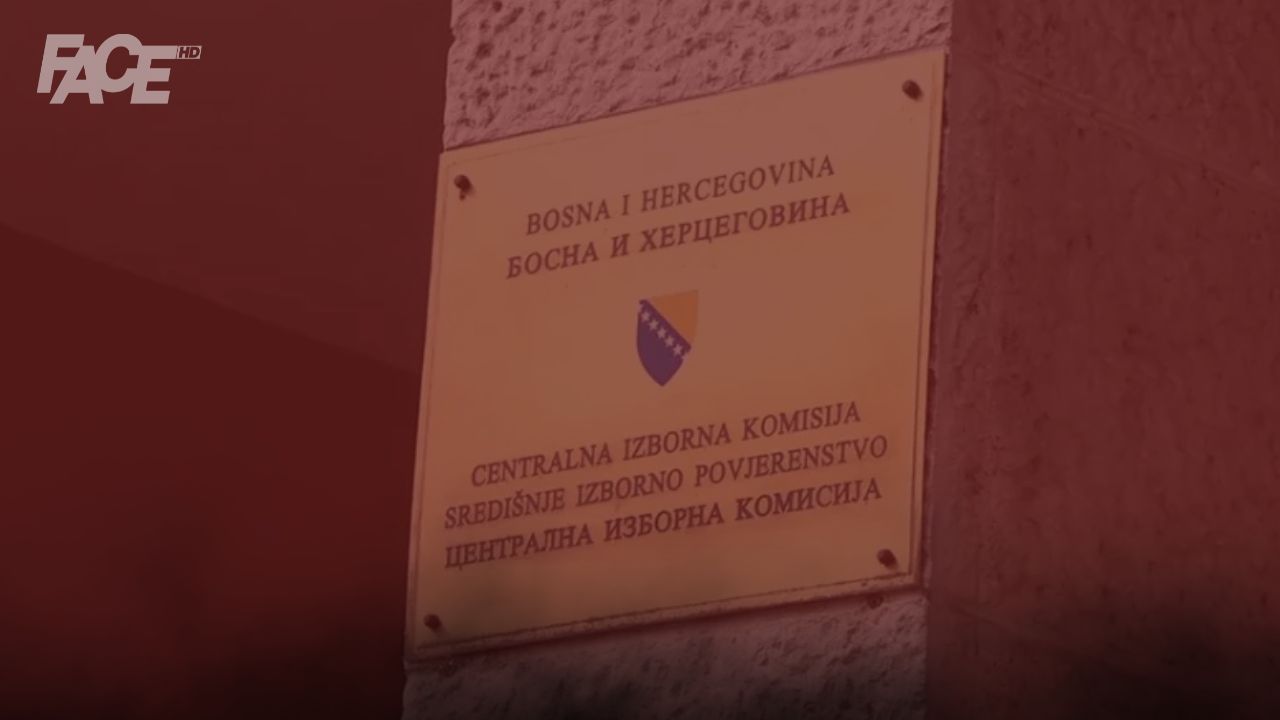 FACE HD
BOSNA I HERCEGOVINA
БОСНА И ХЕРЦЕГОВИНА
CENTRALNA IZBORNA KOMISIJA
SREDIŠNJE IZBORNO POVJERENSTVO
ЦЕНТРАЛНА ИЗБОРНА КОМИСИЈА